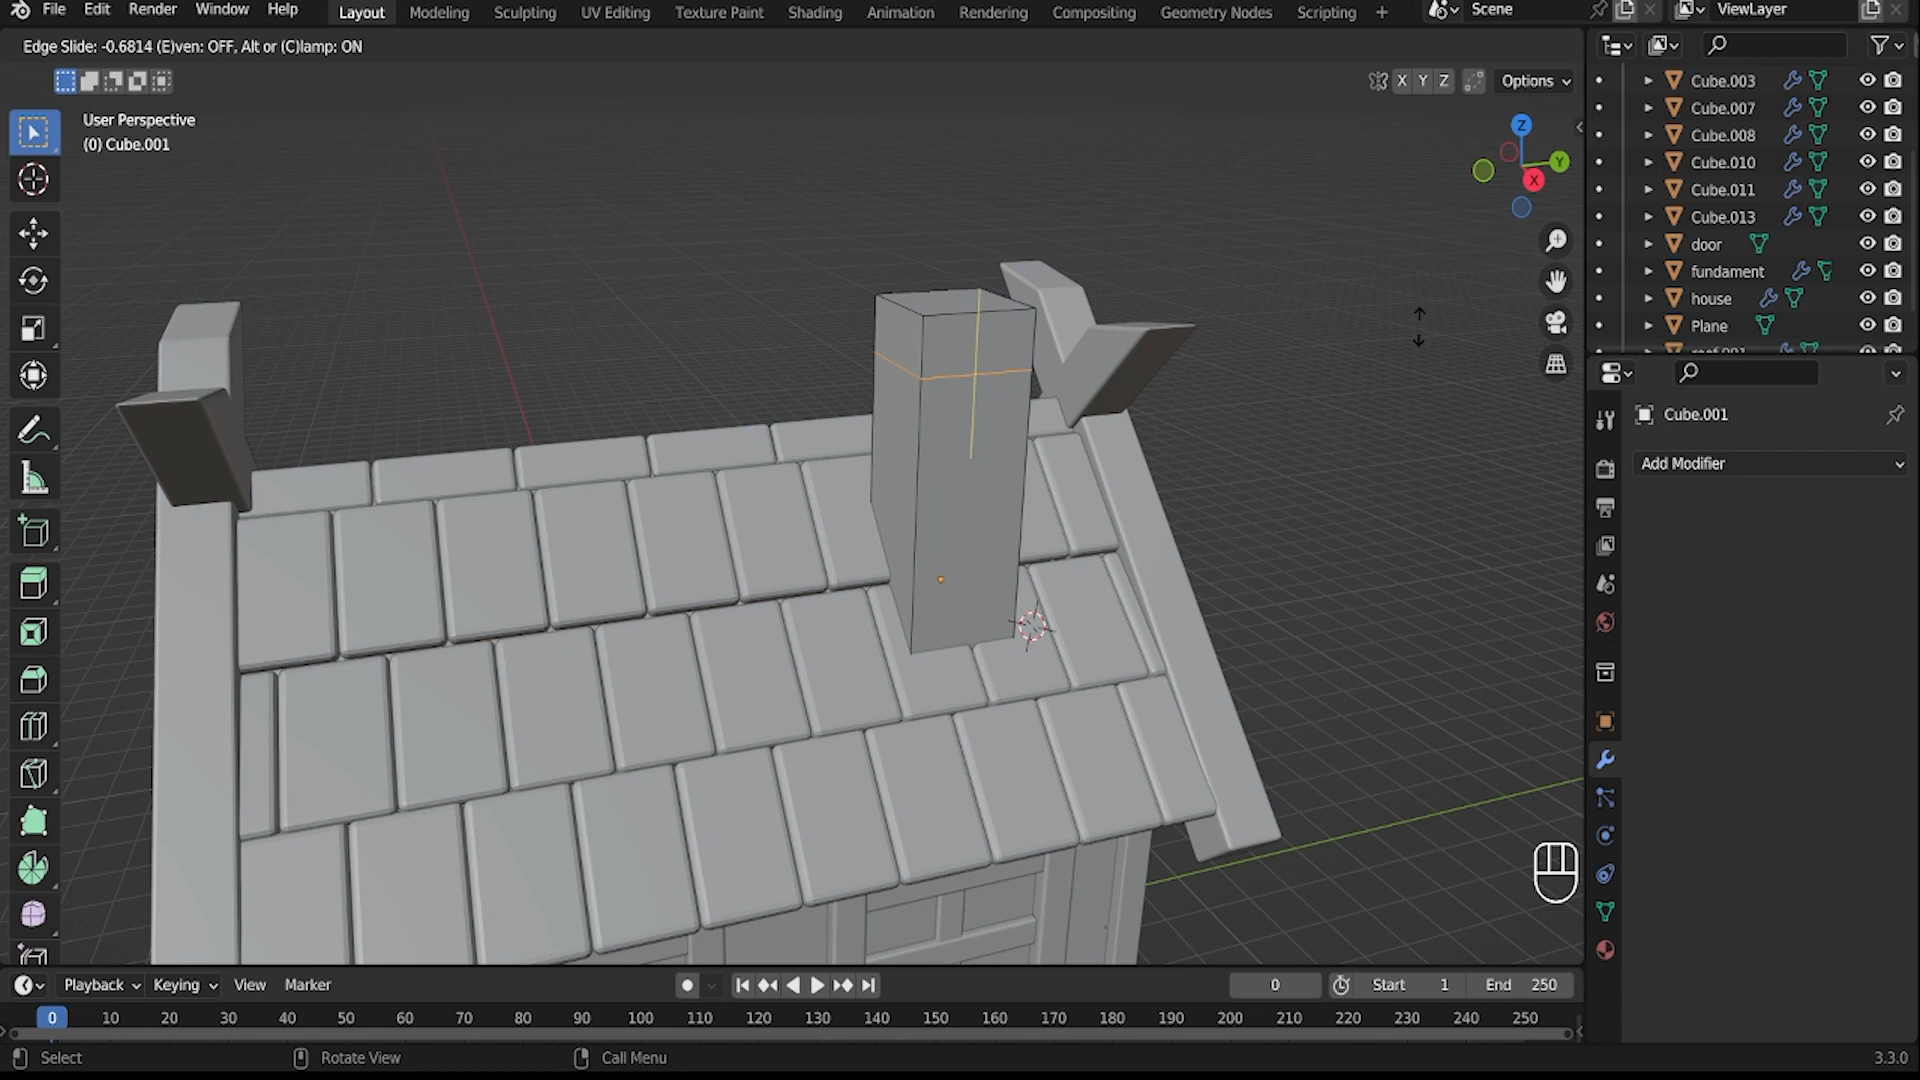 File Edit Render Window Help Layout Modeling Sculpting UV Editing Texture Paint Shading Animation Rendering Compositing Geometry Nodes Scripting + Scene ViewLayer
Edge Slide: -0.6814 (E)ven: OFF, Alt or (C)lamp: ON
X Y Z Options
User Perspective
(0) Cube.001
Z
Y
X
Cube.003
Cube.007
Cube.008
Cube.010
Cube.011
Cube.013
door
fundament
house
Plane
roof.001
Cube.001
Add Modifier
Playback Keying View Marker 0 Start 1 End 250
0 10 20 30 40 50 60 70 80 90 100 110 120 130 140 150 160 170 180 190 200 210 220 230 240 250
Select Rotate View Call Menu 3.3.0